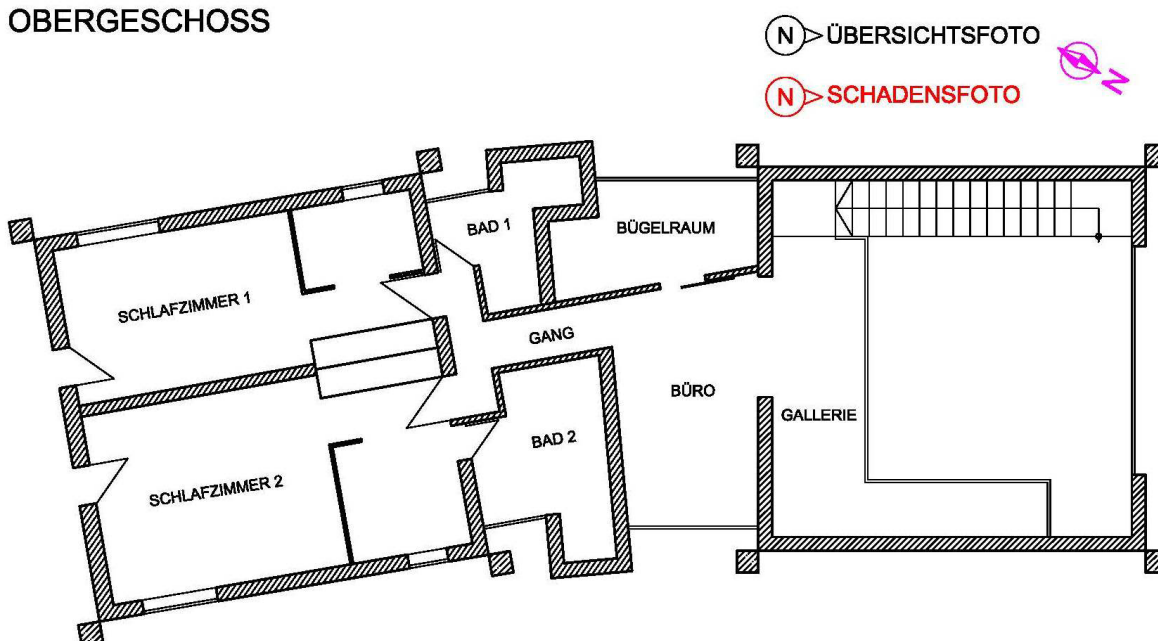 OBERGESCHOSS
N ÜBERSICHTSFOTO
N
N SCHADENSFOTO
BAD 1
BÜGELRAUM
SCHLAFZIMMER 1
GANG
BÜRO
GALLERIE
BAD 2
SCHLAFZIMMER 2